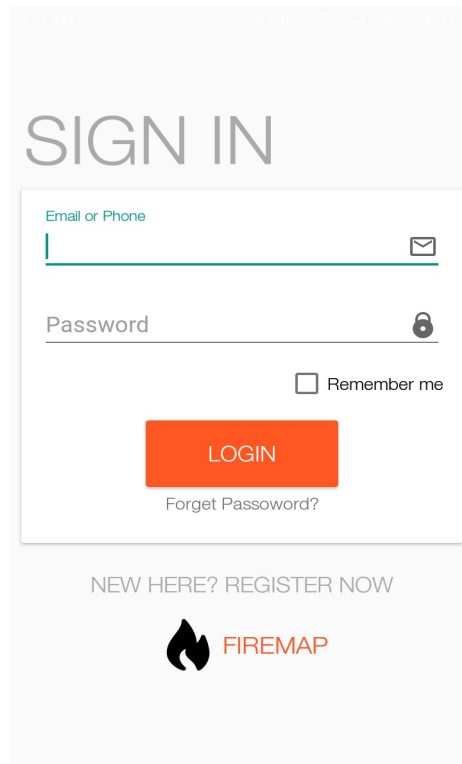 SIGN IN
Email or Phone
Password
Remember me
LOGIN
Forget Passoword?
NEW HERE? REGISTER NOW
FIREMAP